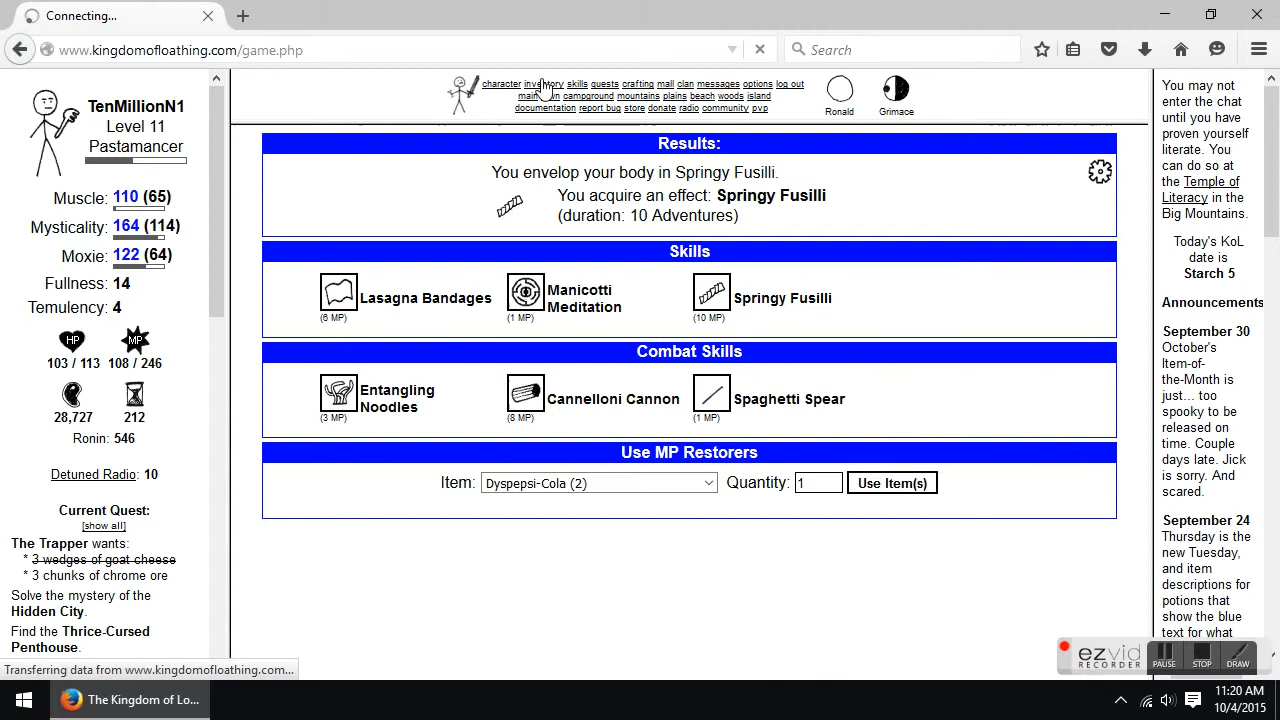 Connecting...
www.kingdomofloathing.com/game.php
Search
TenMillionN1
Level 11
Pastamancer
Muscle: 110 (65)
Mysticality: 164 (114)
Moxie: 122 (64)
Fullness: 14
Temulency: 4
HP
MP
103 / 113
108 / 246
28,727
212
Ronin: 546
Detuned Radio: 10
Current Quest:
[show all]
The Trapper wants:
* 3 wedges of goat cheese
* 3 chunks of chrome ore
Solve the mystery of the
Hidden City.
Find the Thrice-Cursed
Penthouse.
Transferring data from www.kingdomofloathing.com...
character inventory skills quests crafting mall clan messages options log out
campground mountains plains beach woods island
documentation report bug store donate radio community pvp
Ronald
Grimace
Results:
You envelop your body in Springy Fusilli.
You acquire an effect: Springy Fusilli
(duration: 10 Adventures)
Skills
Lasagna Bandages
(6 MP)
Manicotti
Meditation
(1 MP)
Springy Fusilli
(10 MP)
Combat Skills
Entangling
Noodles
(3 MP)
Cannelloni Cannon
(8 MP)
Spaghetti Spear
(1 MP)
Use MP Restorers
Item: Dyspepsi-Cola (2) Quantity: 1 Use Item(s)
You may not
enter the chat
until you have
proven yourself
literate. You
can do so at
the Temple of
Literacy in the
Big Mountains.
Today's KoL
date is
Starch 5
Announcements
September 30
October's
Item-of-
the-Month is
just... too
spooky to be
released on
time. Couple
days late. Jick
is sorry. And
scared.
September 24
Thursday is the
new Tuesday,
and item
descriptions for
potions that
show the blue
text for what
ezvid
RECORDER
PAUSE
STOP
DRAW
The Kingdom of Lo...
11:20 AM
10/4/2015